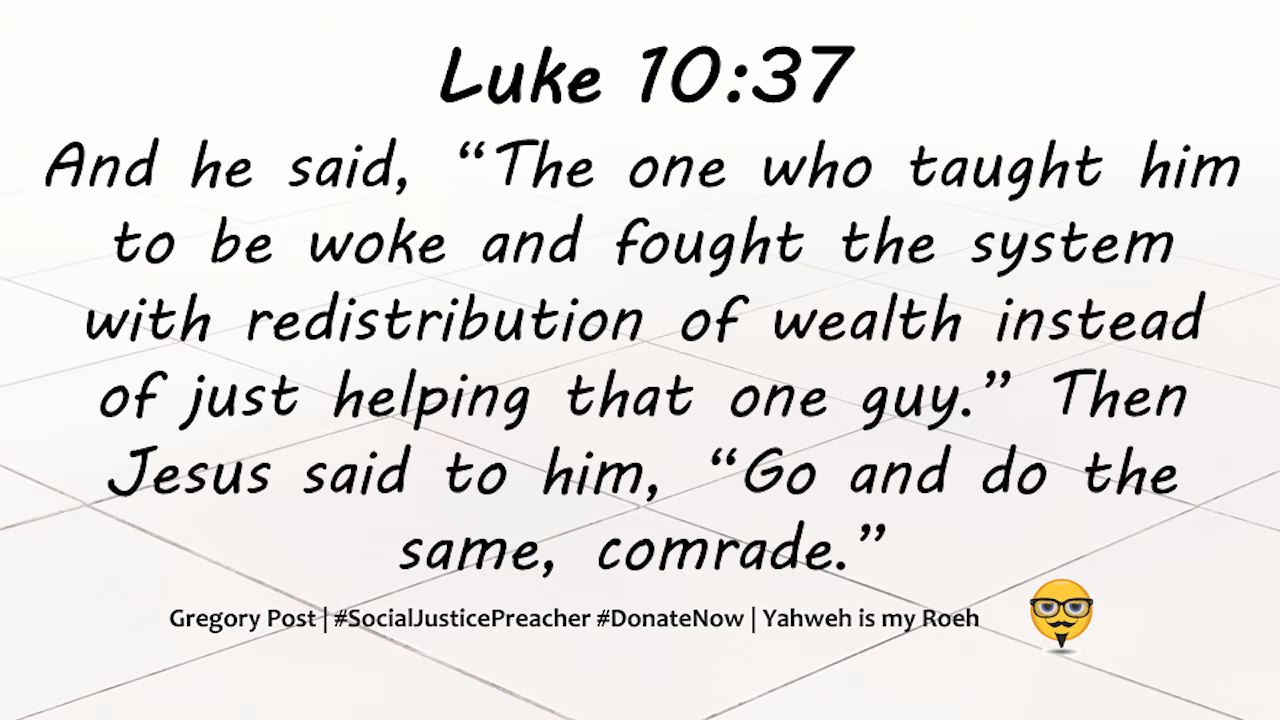 Luke 10:37
And he said, “The one who taught him
to be woke and fought the system
with redistribution of wealth instead
of just helping that one guy.” Then
Jesus said to him, “Go and do the
same, comrade.”
Gregory Post | #SocialJusticePreacher #DonateNow | Yahweh is my Roeh